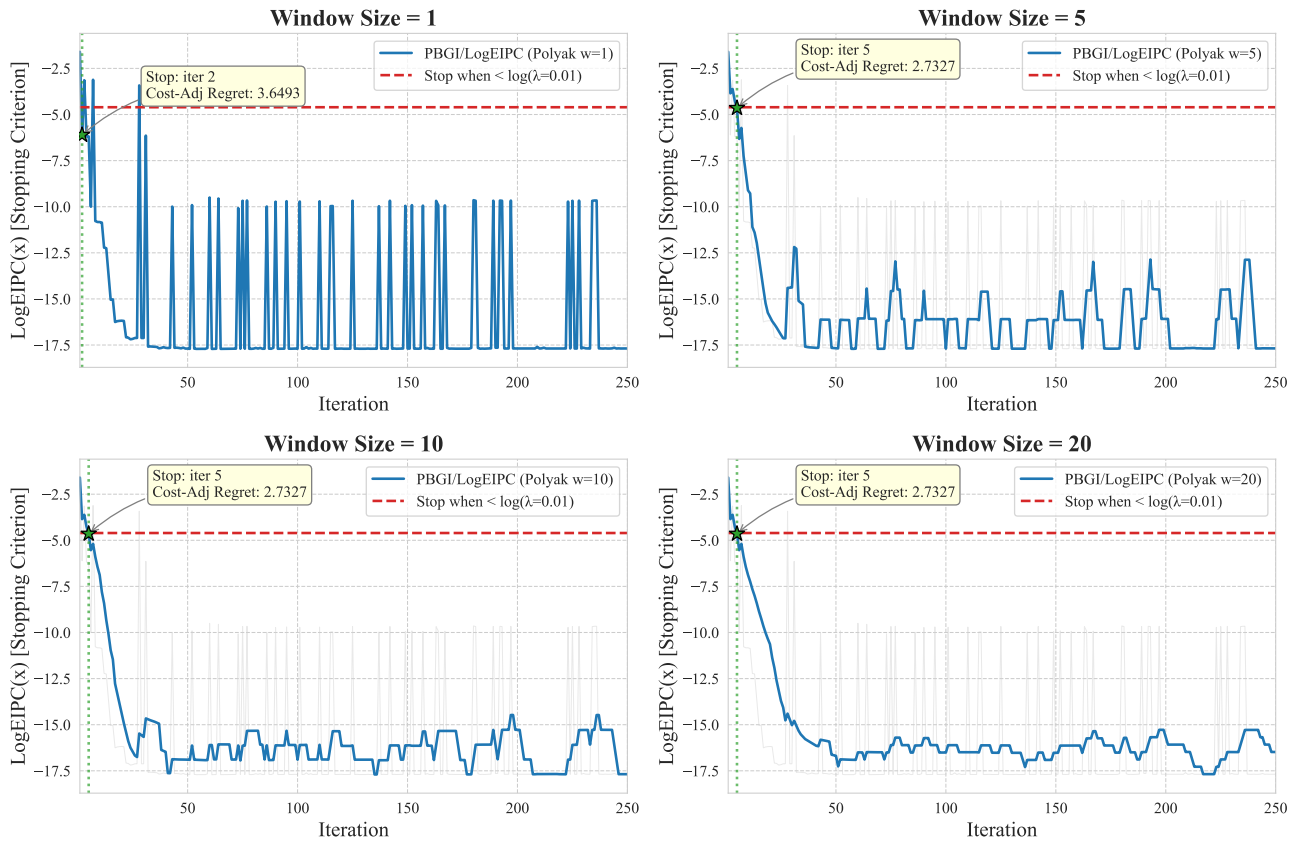 Window Size = 1
PBGI/LogEIPC (Polyak w=1)
Stop when < log(λ=0.01)
Stop: iter 2
Cost-Adj Regret: 3.6493
LogEIPC(x) [Stopping Criterion]
−2.5
−5.0
−7.5
−10.0
−12.5
−15.0
−17.5
50
100
150
200
250
Iteration
Window Size = 5
PBGI/LogEIPC (Polyak w=5)
Stop when < log(λ=0.01)
Stop: iter 5
Cost-Adj Regret: 2.7327
LogEIPC(x) [Stopping Criterion]
−2.5
−5.0
−7.5
−10.0
−12.5
−15.0
−17.5
50
100
150
200
250
Iteration
Window Size = 10
PBGI/LogEIPC (Polyak w=10)
Stop when < log(λ=0.01)
Stop: iter 5
Cost-Adj Regret: 2.7327
LogEIPC(x) [Stopping Criterion]
−2.5
−5.0
−7.5
−10.0
−12.5
−15.0
−17.5
50
100
150
200
250
Iteration
Window Size = 20
PBGI/LogEIPC (Polyak w=20)
Stop when < log(λ=0.01)
Stop: iter 5
Cost-Adj Regret: 2.7327
LogEIPC(x) [Stopping Criterion]
−2.5
−5.0
−7.5
−10.0
−12.5
−15.0
−17.5
50
100
150
200
250
Iteration